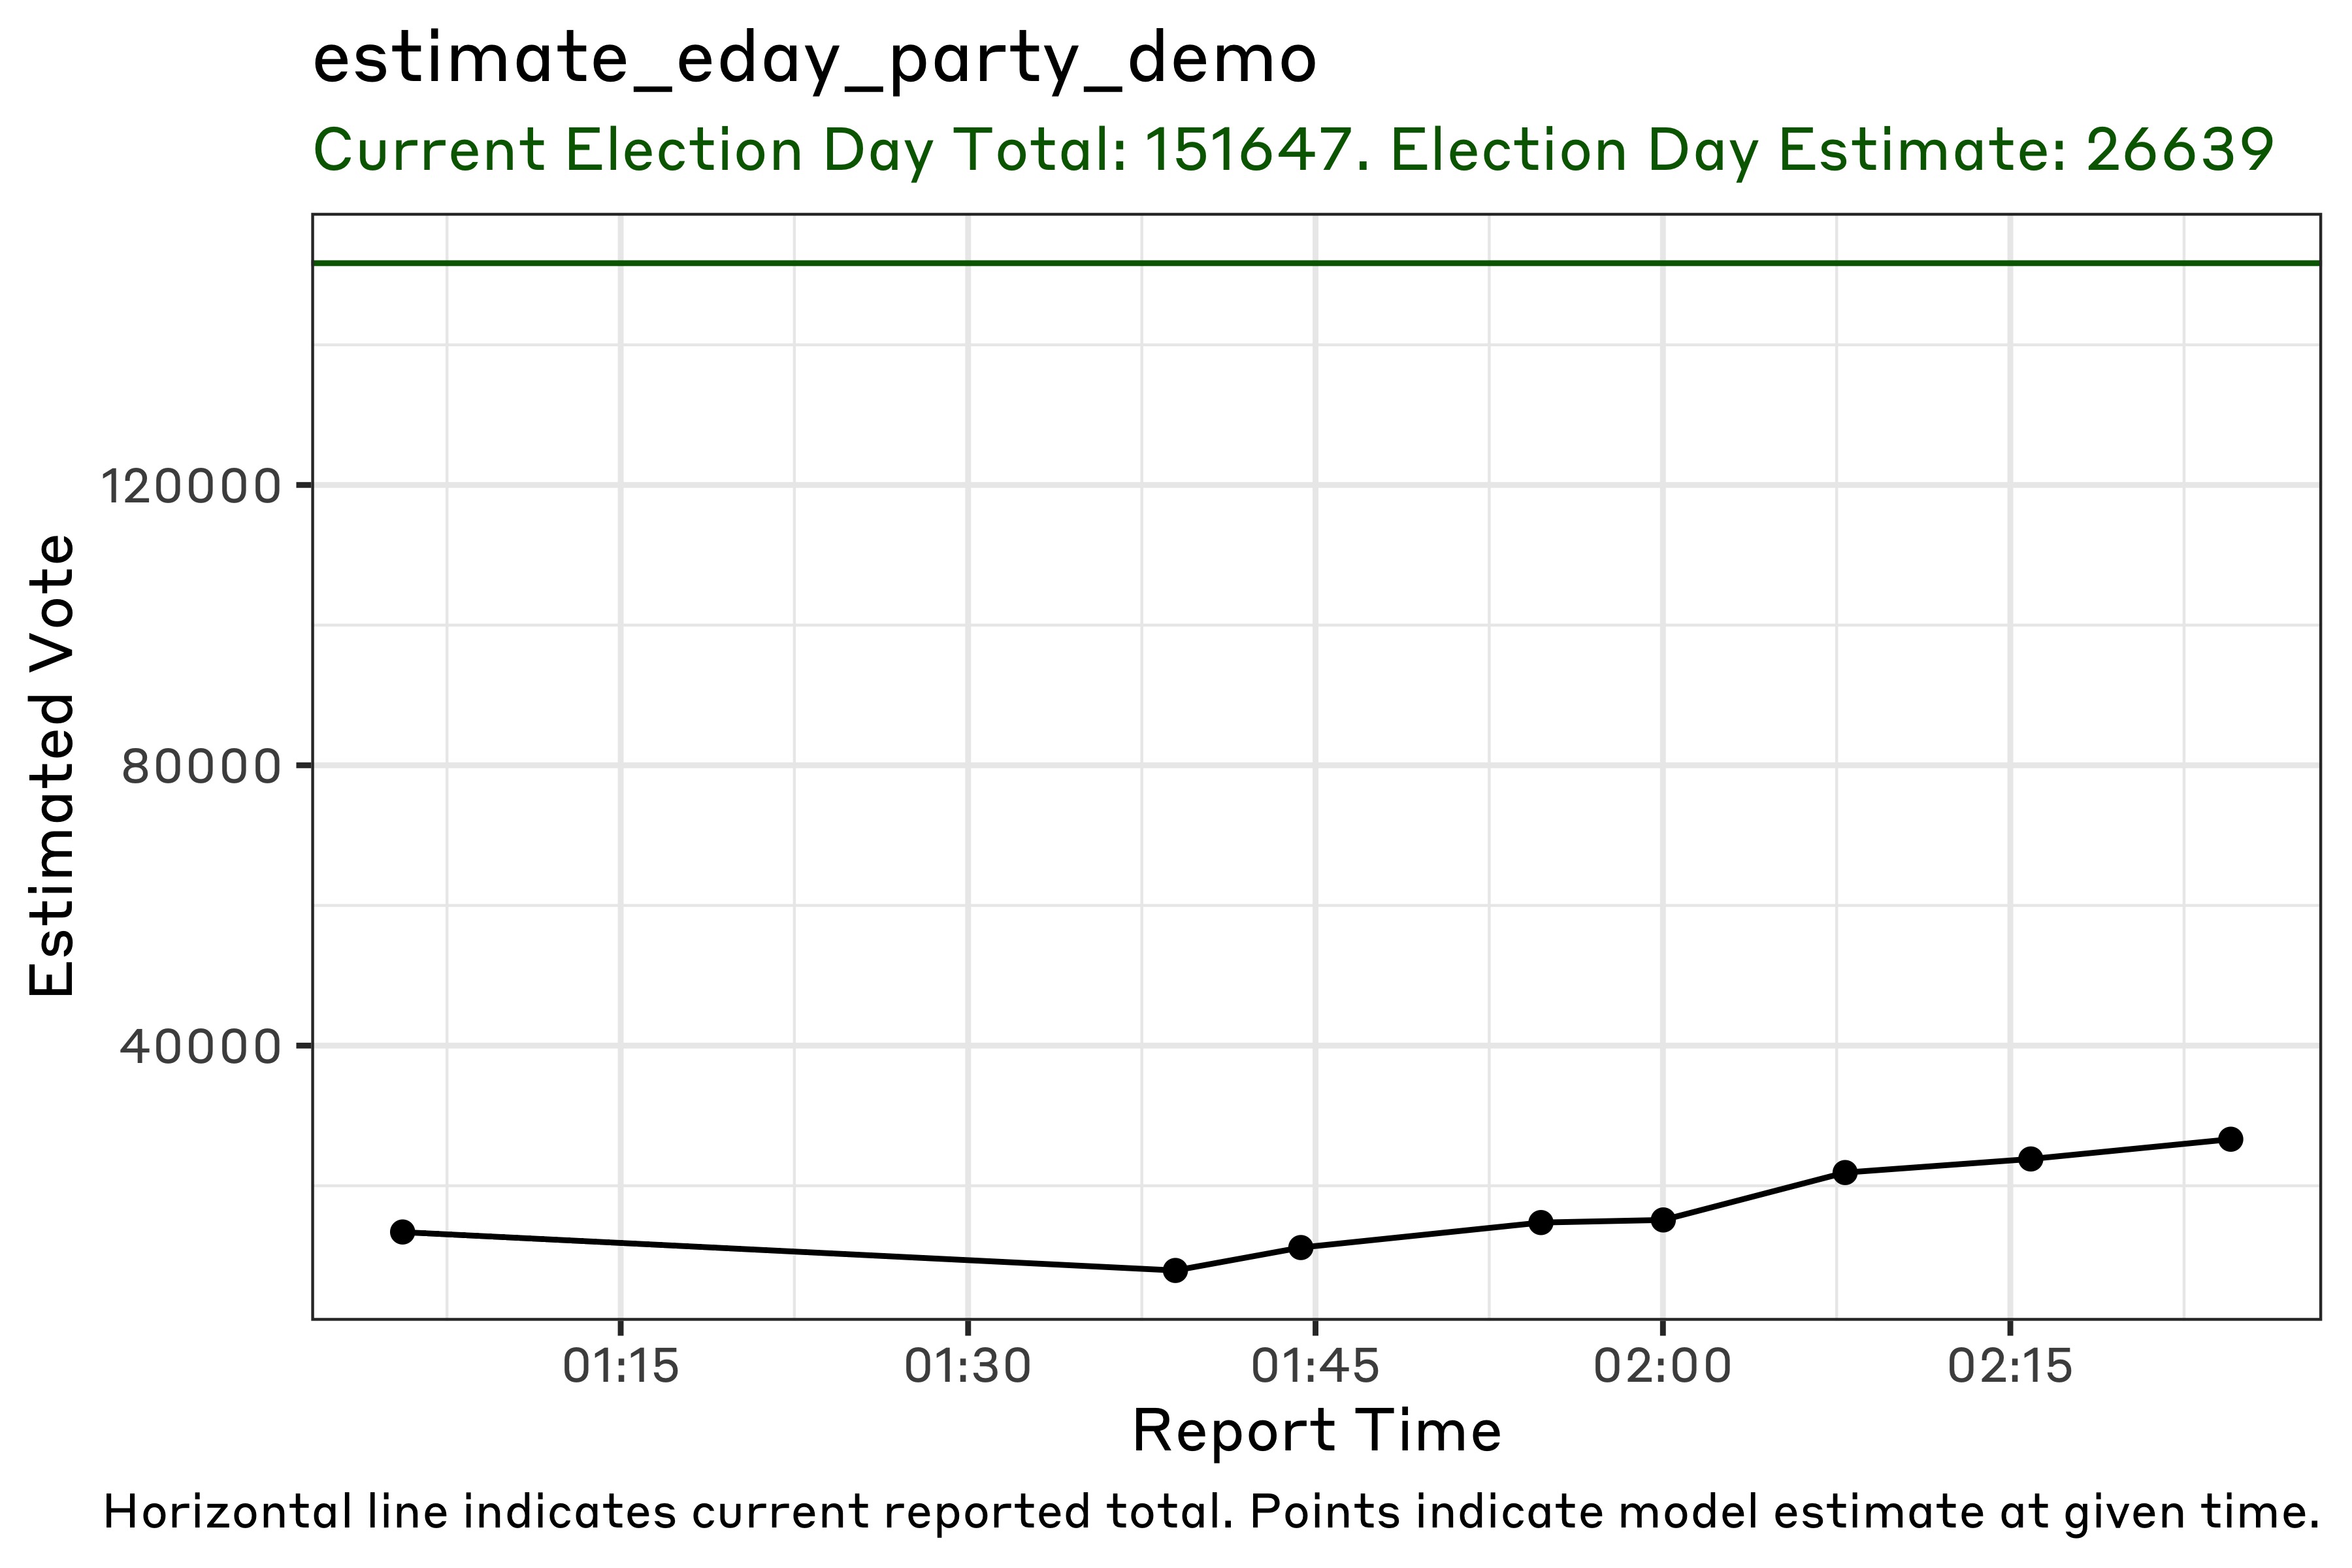 estimate_eday_party_demo
Current Election Day Total: 151647. Election Day Estimate: 26639
Estimated Vote
120000
80000
40000
01:15 01:30 01:45 02:00 02:15
Report Time
Horizontal line indicates current reported total. Points indicate model estimate at given time.